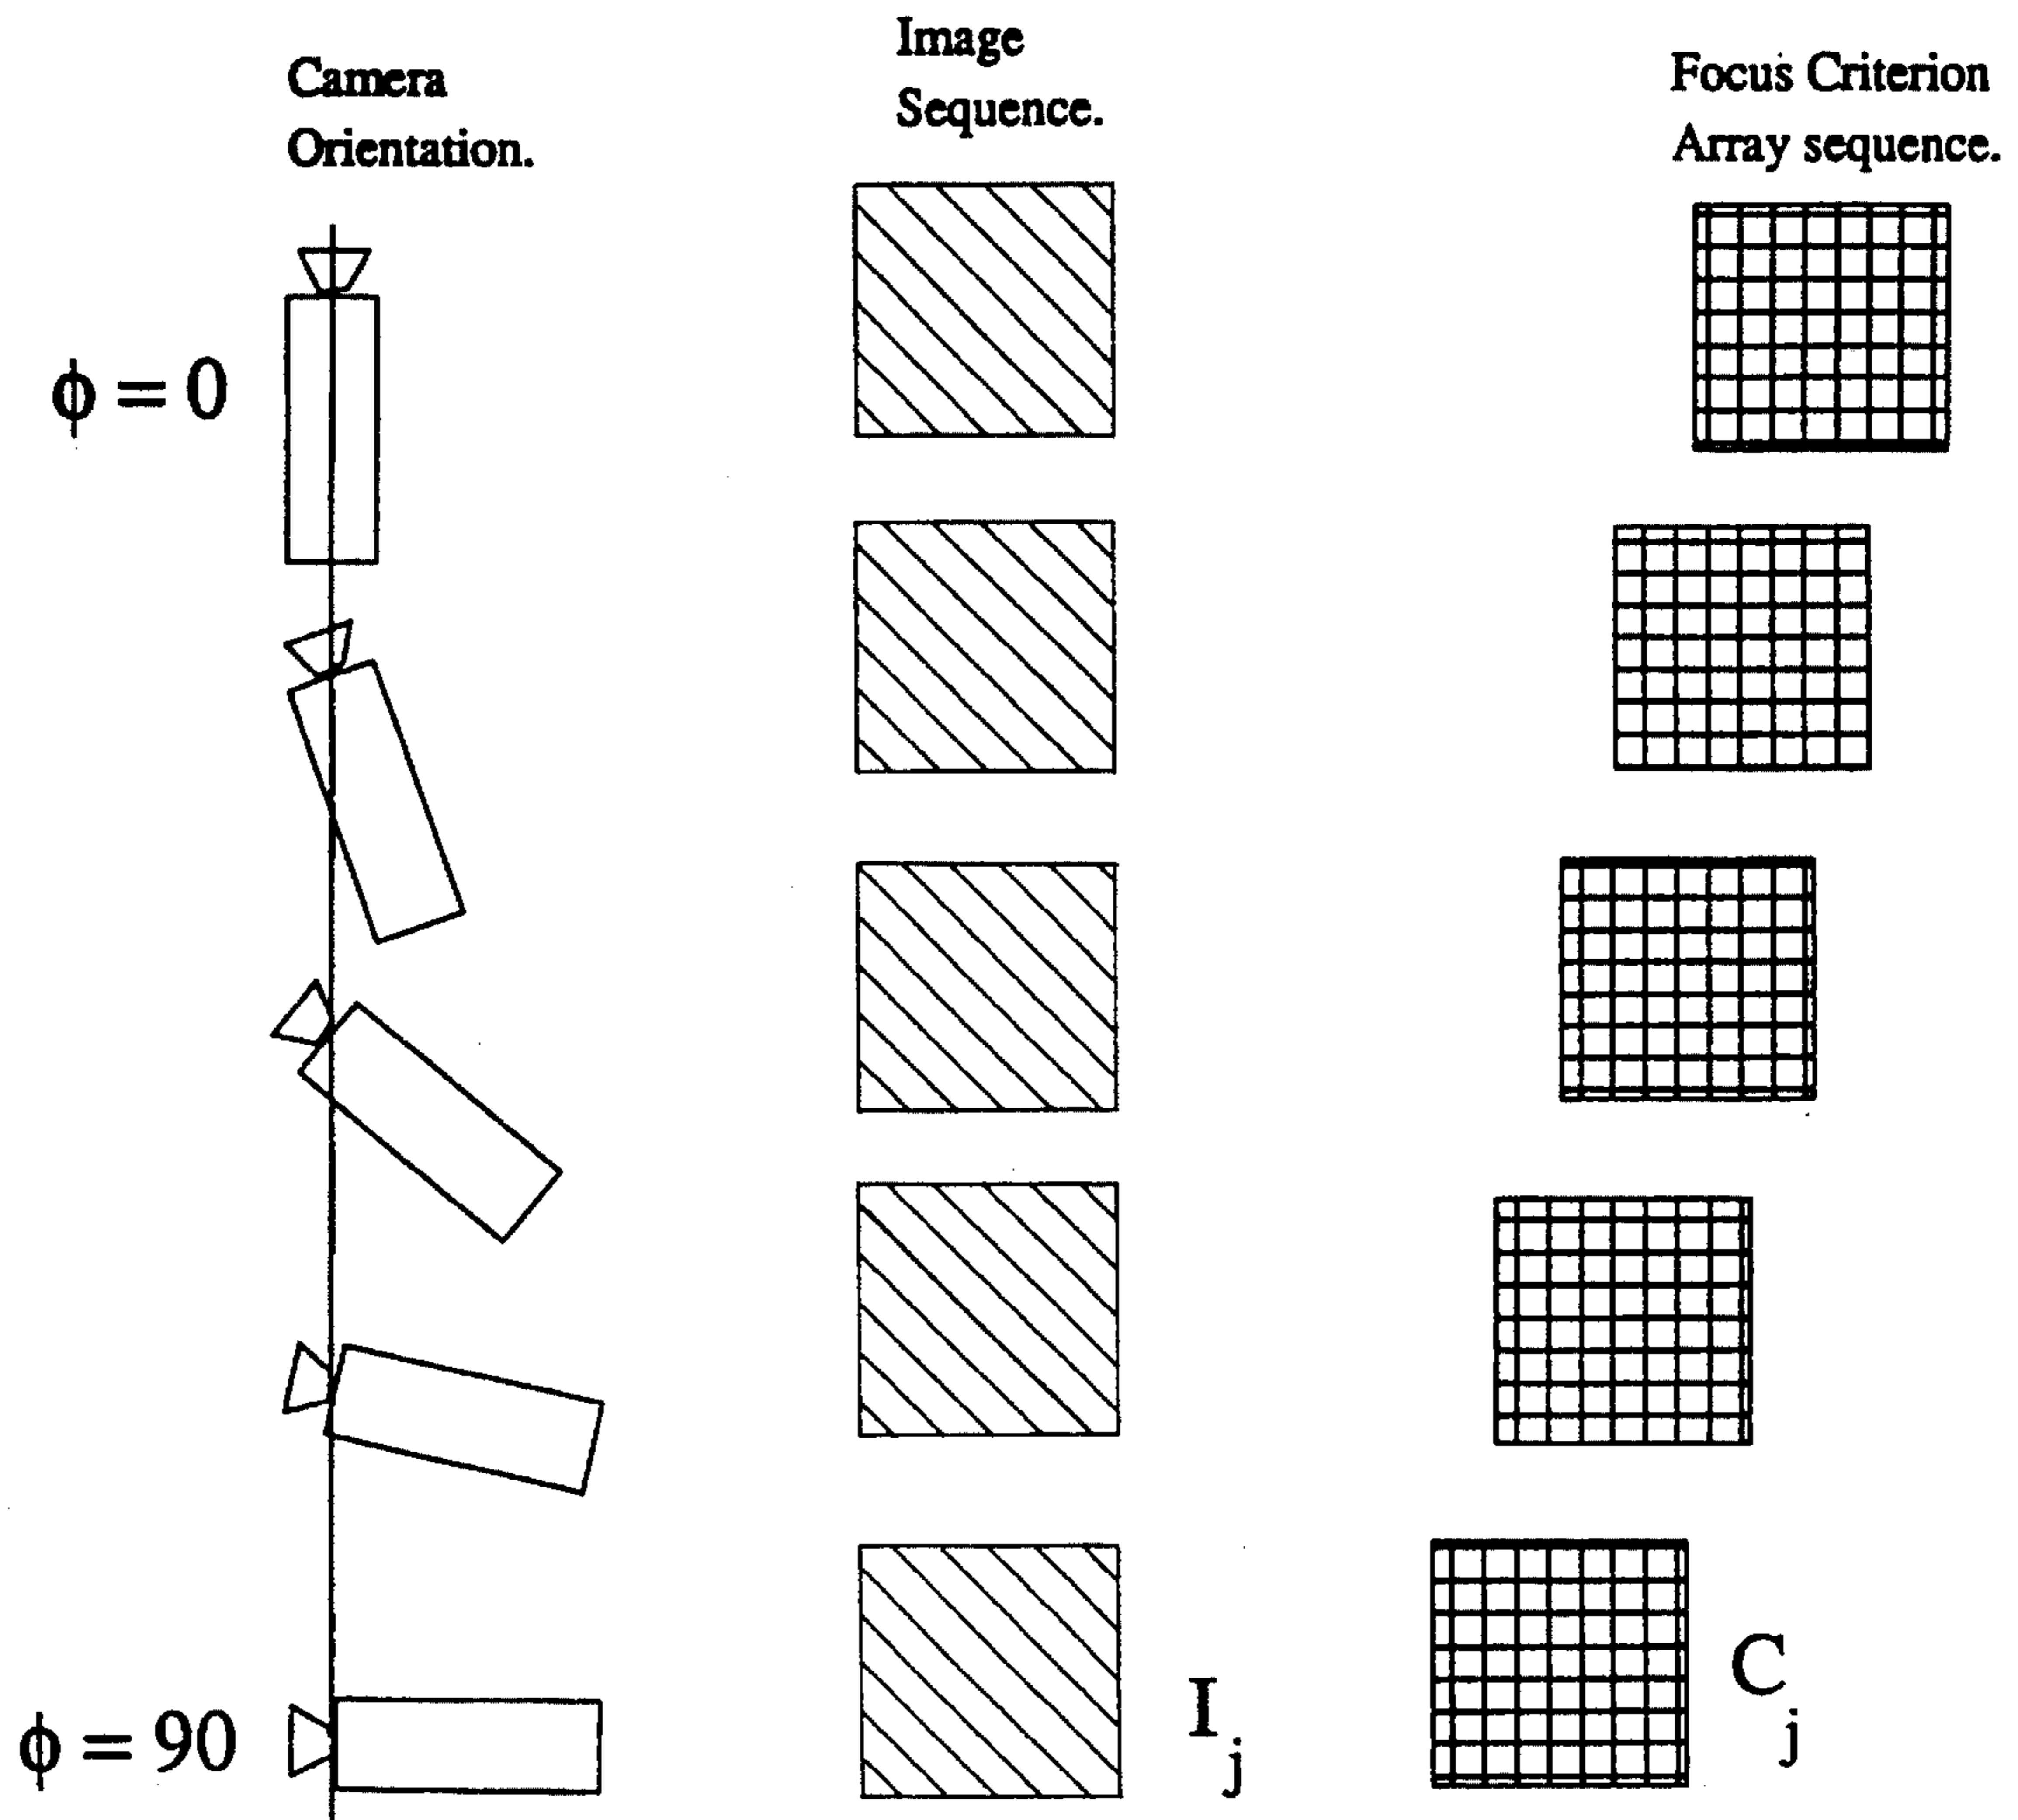 Camera
Orientation.
Image
Sequence.
Focus Criterion
Array sequence.
ϕ = 0
ϕ = 90
I j
C j